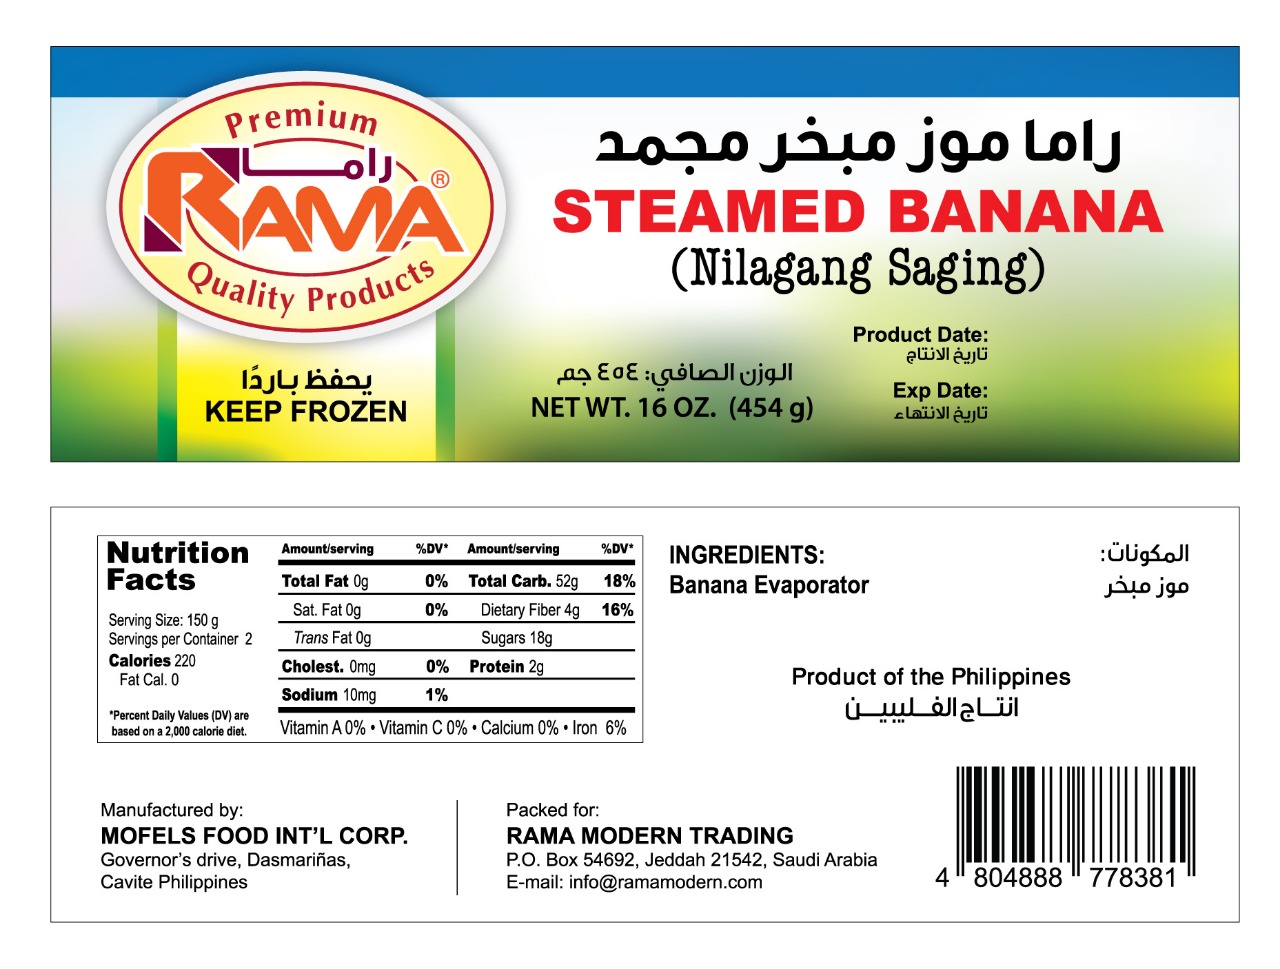 Premium
راما
RAMA®
Quality Products
يحفظ باردًا
KEEP FROZEN
راما موز مبخر مجمد
STEAMED BANANA
(Nilagang Saging)
الوزن الصافي: ٤٥٤ جم
NET WT. 16 OZ. (454 g)
Product Date:
تاريخ الانتاج
Exp Date:
تاريخ الانتهاء
Nutrition
Facts
Serving Size: 150 g
Servings per Container 2
Calories 220
Fat Cal. 0
*Percent Daily Values (DV) are
based on a 2,000 calorie diet.
Amount/serving %DV* Amount/serving %DV*
Total Fat 0g 0% Total Carb. 52g 18%
Sat. Fat 0g 0% Dietary Fiber 4g 16%
Trans Fat 0g Sugars 18g
Cholest. 0mg 0% Protein 2g
Sodium 10mg 1%
Vitamin A 0% • Vitamin C 0% • Calcium 0% • Iron 6%
INGREDIENTS:
Banana Evaporator
المكونات:
موز مبخر
Product of the Philippines
انتـــاج الفـــليبيـــن
Manufactured by:
MOFELS FOOD INT'L CORP.
Governor's drive, Dasmariñas,
Cavite Philippines
Packed for:
RAMA MODERN TRADING
P.O. Box 54692, Jeddah 21542, Saudi Arabia
E-mail: info@ramamodern.com
4 804888 778381